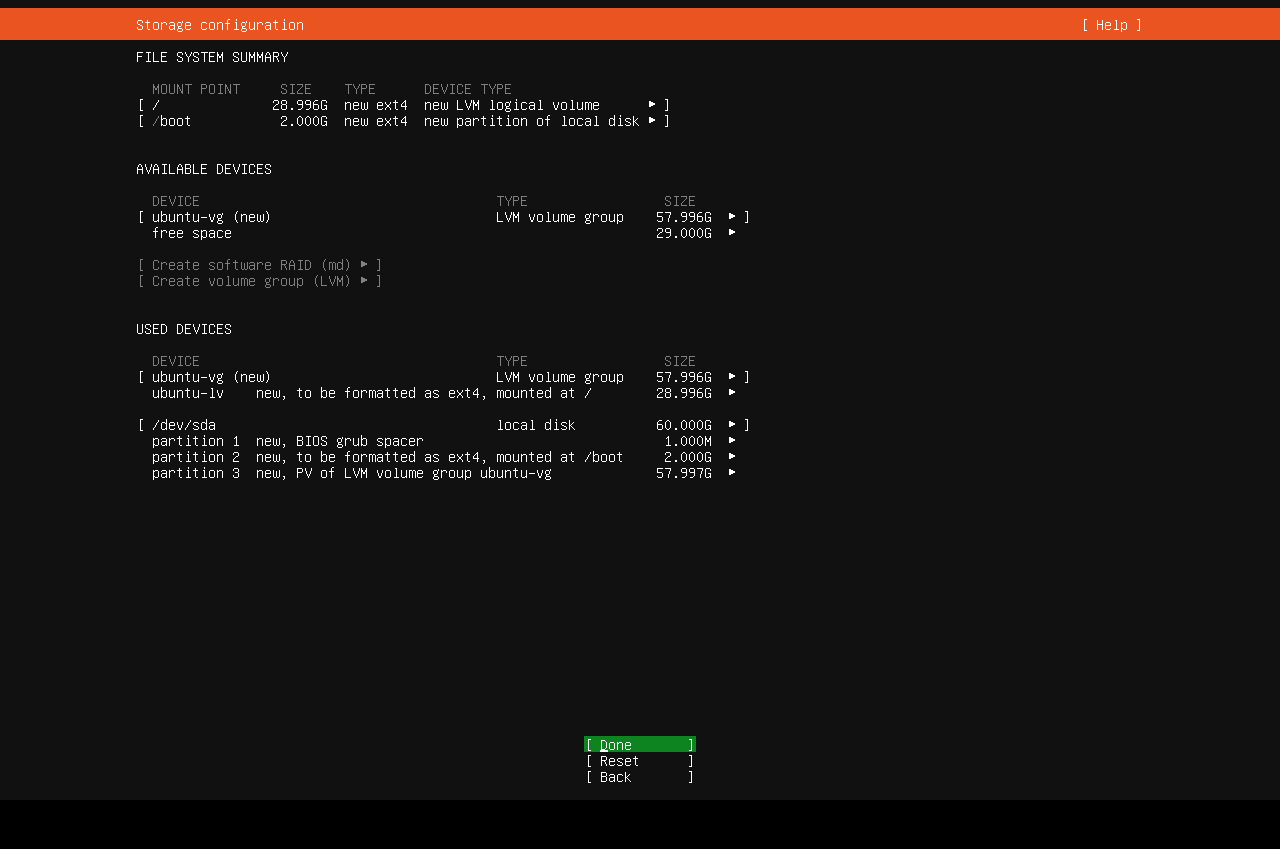 Storage configuration [ Help ]
FILE SYSTEM SUMMARY
MOUNT POINT SIZE TYPE DEVICE TYPE
[ / 28.996G new ext4 new LVM logical volume ▸ ]
[ /boot 2.000G new ext4 new partition of local disk ▸ ]
AVAILABLE DEVICES
DEVICE TYPE SIZE
[ ubuntu-vg (new) LVM volume group 57.996G ▸ ]
free space 29.000G ▸
[ Create software RAID (md) ▸ ]
[ Create volume group (LVM) ▸ ]
USED DEVICES
DEVICE TYPE SIZE
[ ubuntu-vg (new) LVM volume group 57.996G ▸ ]
ubuntu-lv new, to be formatted as ext4, mounted at / 28.996G ▸
[ /dev/sda local disk 60.000G ▸ ]
partition 1 new, BIOS grub spacer 1.000M ▸
partition 2 new, to be formatted as ext4, mounted at /boot 2.000G ▸
partition 3 new, PV of LVM volume group ubuntu-vg 57.997G ▸
[ Done ]
[ Reset ]
[ Back ]